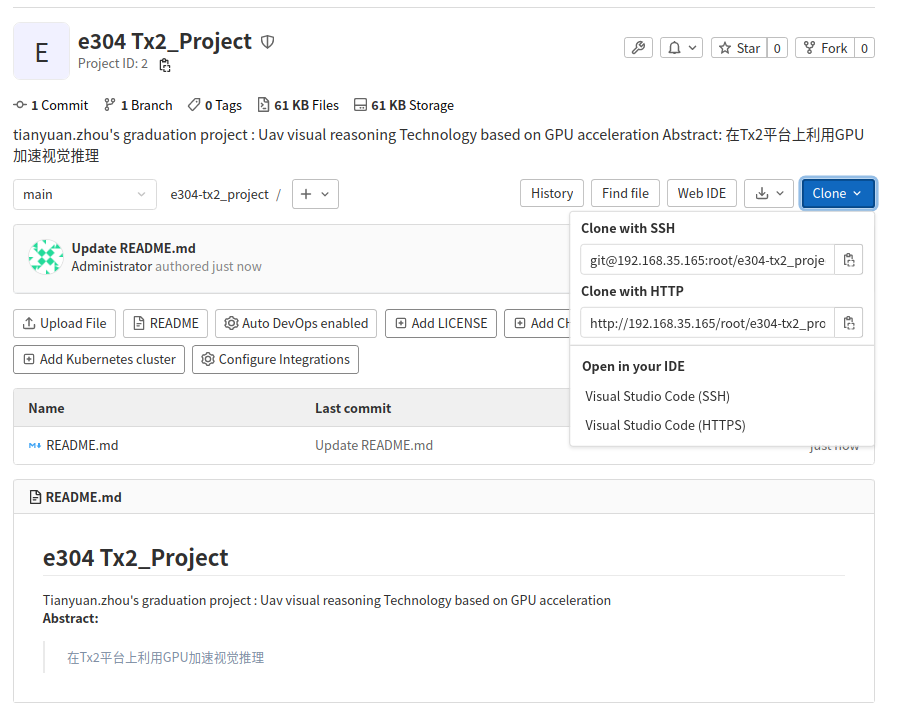 E
e304 Tx2_Project
Project ID: 2
Star 0
Fork 0
1 Commit 1 Branch 0 Tags 61 KB Files 61 KB Storage
tianyuan.zhou's graduation project : Uav visual reasoning Technology based on GPU acceleration Abstract: 在Tx2平台上利用GPU
加速视觉推理
main e304-tx2_project / + History Find file Web IDE Clone
Clone with SSH
git@192.168.35.165:root/e304-tx2_proje
Clone with HTTP
http://192.168.35.165/root/e304-tx2_pro
Open in your IDE
Visual Studio Code (SSH)
Visual Studio Code (HTTPS)
Update README.md
Administrator authored just now
Upload File README Auto DevOps enabled Add LICENSE Add CH
Add Kubernetes cluster Configure Integrations
Name Last commit
README.md Update README.md just now
README.md
e304 Tx2_Project
Tianyuan.zhou's graduation project : Uav visual reasoning Technology based on GPU acceleration
Abstract:
在Tx2平台上利用GPU加速视觉推理